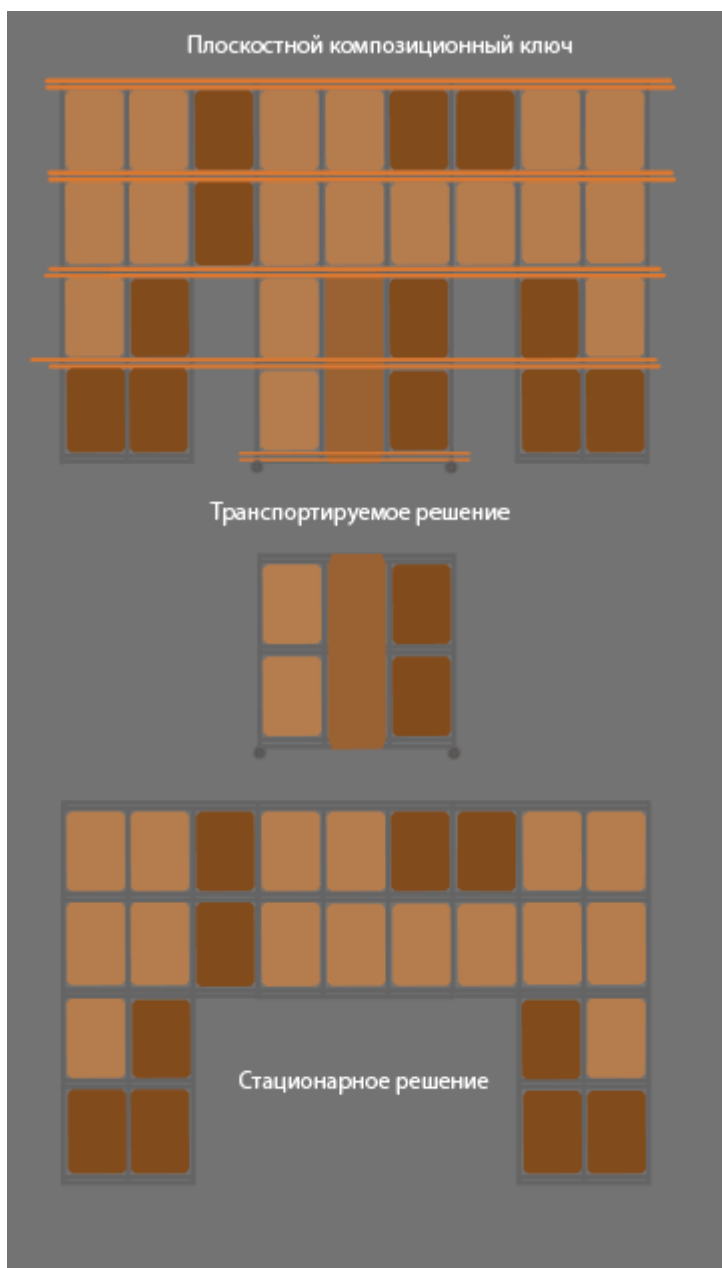 Плоскостной композиционный ключ
Транспортируемое решение
Стационарное решение